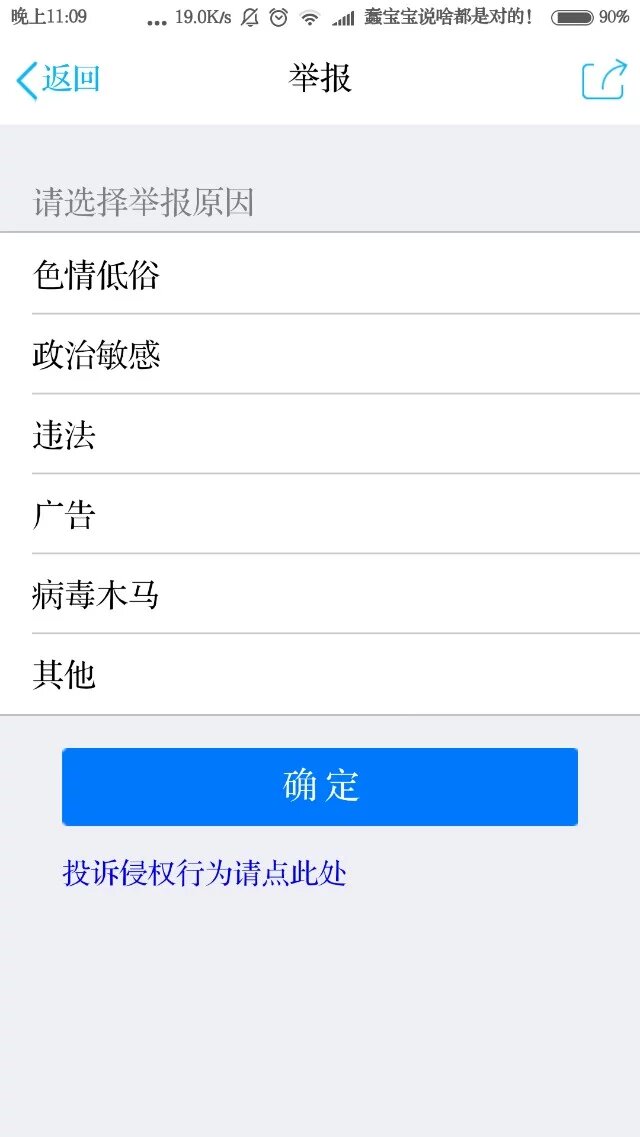 晚上11:09 ... 19.0K/s 蠢宝宝说啥都是对的! 90%
返回 举报
请选择举报原因
色情低俗
政治敏感
违法
广告
病毒木马
其他
确定
投诉侵权行为请点此处